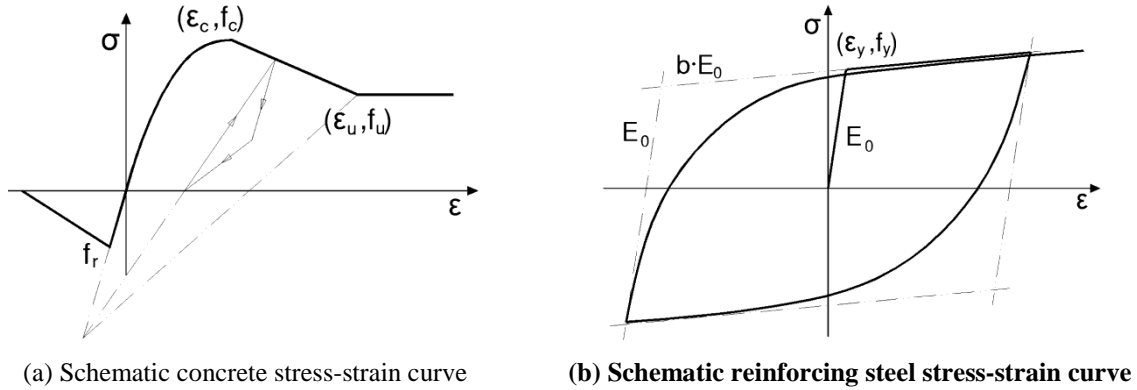 (ε_c,f_c)
σ
(ε_u,f_u)
ε
f_r
σ
(ε_y,f_y)
b·E_0
E_0
E_0
ε
(a) Schematic concrete stress-strain curve
(b) Schematic reinforcing steel stress-strain curve